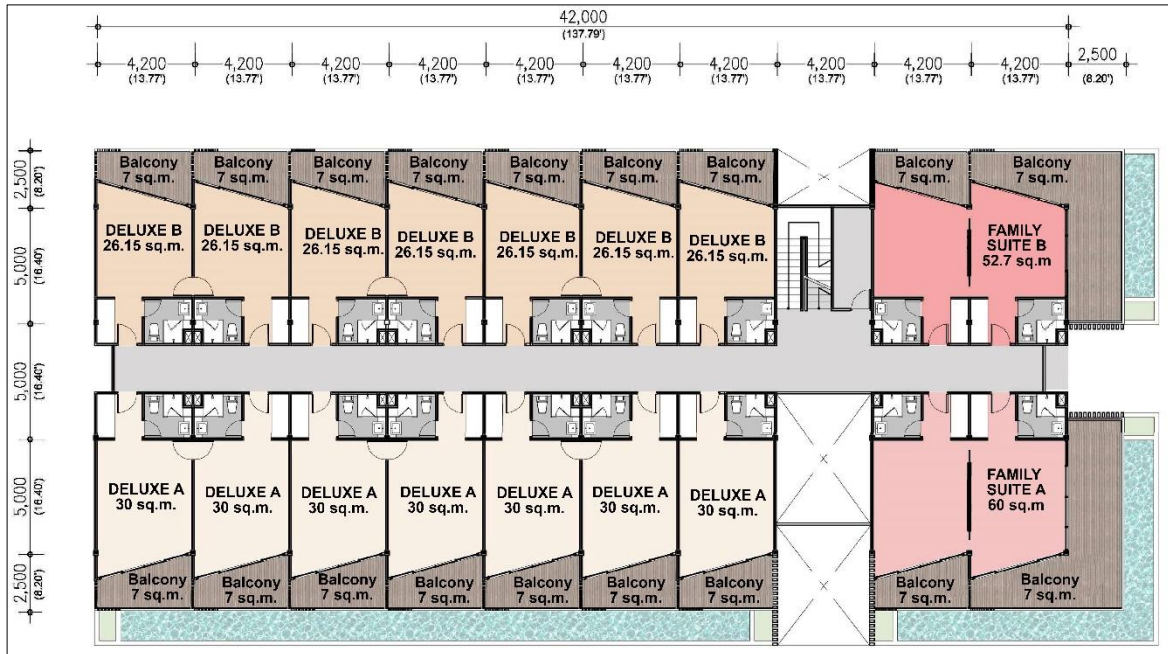 42,000
(137.79')
4,200 4,200 4,200 4,200 4,200 4,200 4,200 4,200 4,200 4,200 2,500
(13.77') (13.77') (13.77') (13.77') (13.77') (13.77') (13.77') (13.77') (13.77') (13.77') (8.20')
2,500
(8.20')
Balcony Balcony Balcony Balcony Balcony Balcony Balcony Balcony Balcony
7 sq.m. 7 sq.m. 7 sq.m. 7 sq.m. 7 sq.m. 7 sq.m. 7 sq.m. 7 sq.m. 7 sq.m.
5,000
(16.40')
DELUXE B DELUXE B DELUXE B DELUXE B DELUXE B DELUXE B DELUXE B
26.15 sq.m. 26.15 sq.m. 26.15 sq.m. 26.15 sq.m. 26.15 sq.m. 26.15 sq.m. 26.15 sq.m.
FAMILY
SUITE B
52.7 sq.m
5,000
(16.40')
5,000
(16.40')
DELUXE A DELUXE A DELUXE A DELUXE A DELUXE A DELUXE A DELUXE A
30 sq.m. 30 sq.m. 30 sq.m. 30 sq.m. 30 sq.m. 30 sq.m. 30 sq.m.
FAMILY
SUITE A
60 sq.m
2,500
(8.20')
Balcony Balcony Balcony Balcony Balcony Balcony Balcony Balcony Balcony
7 sq.m. 7 sq.m. 7 sq.m. 7 sq.m. 7 sq.m. 7 sq.m. 7 sq.m. 7 sq.m. 7 sq.m.